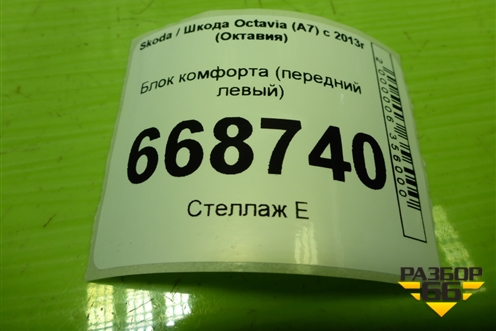 Skoda / Шкода Octavia (A7) с 2013г
(Октавия)
Блок комфорта (передний
левый)
668740
Стеллаж Е
РАЗБОР
66